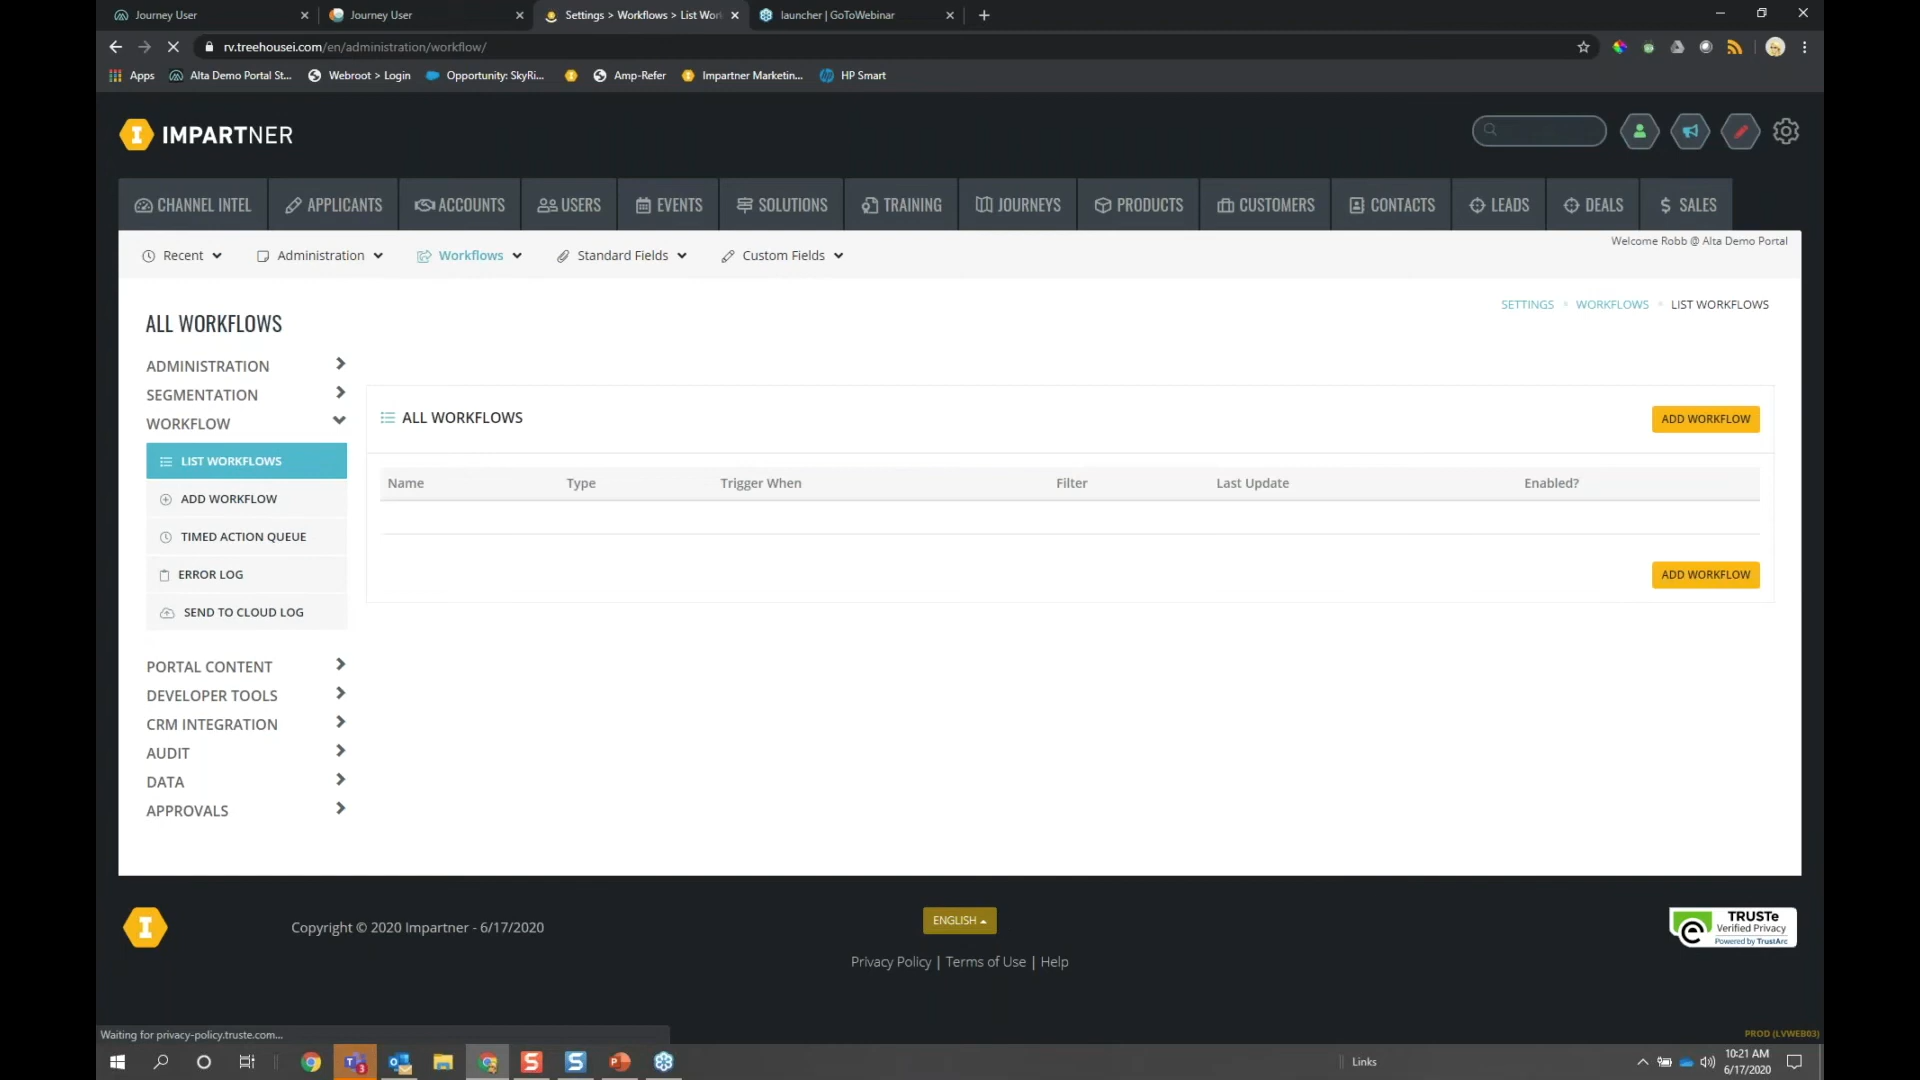 Journey User
Journey User
Settings > Workflows > List Wor
launcher | GoToWebinar
rv.treehousei.com/en/administration/workflow/
Apps
Alta Demo Portal St...
Webroot > Login
Opportunity: SkyRi...
Amp-Refer
Impartner Marketin...
HP Smart
IMPARTNER
CHANNEL INTEL
APPLICANTS
ACCOUNTS
USERS
EVENTS
SOLUTIONS
TRAINING
JOURNEYS
PRODUCTS
CUSTOMERS
CONTACTS
LEADS
DEALS
SALES
Welcome Robb @ Alta Demo Portal
Recent
Administration
Workflows
Standard Fields
Custom Fields
SETTINGS WORKFLOWS LIST WORKFLOWS
ALL WORKFLOWS
ADMINISTRATION
SEGMENTATION
WORKFLOW
LIST WORKFLOWS
ADD WORKFLOW
TIMED ACTION QUEUE
ERROR LOG
SEND TO CLOUD LOG
PORTAL CONTENT
DEVELOPER TOOLS
CRM INTEGRATION
AUDIT
DATA
APPROVALS
ALL WORKFLOWS
ADD WORKFLOW
Name Type Trigger When Filter Last Update Enabled?
ADD WORKFLOW
Copyright © 2020 Impartner - 6/17/2020
ENGLISH
Privacy Policy | Terms of Use | Help
TRUSTe
Verified Privacy
Powered by TrustArc
Waiting for privacy-policy.truste.com...
PROD (LVWEB03)
Links
10:21 AM
6/17/2020